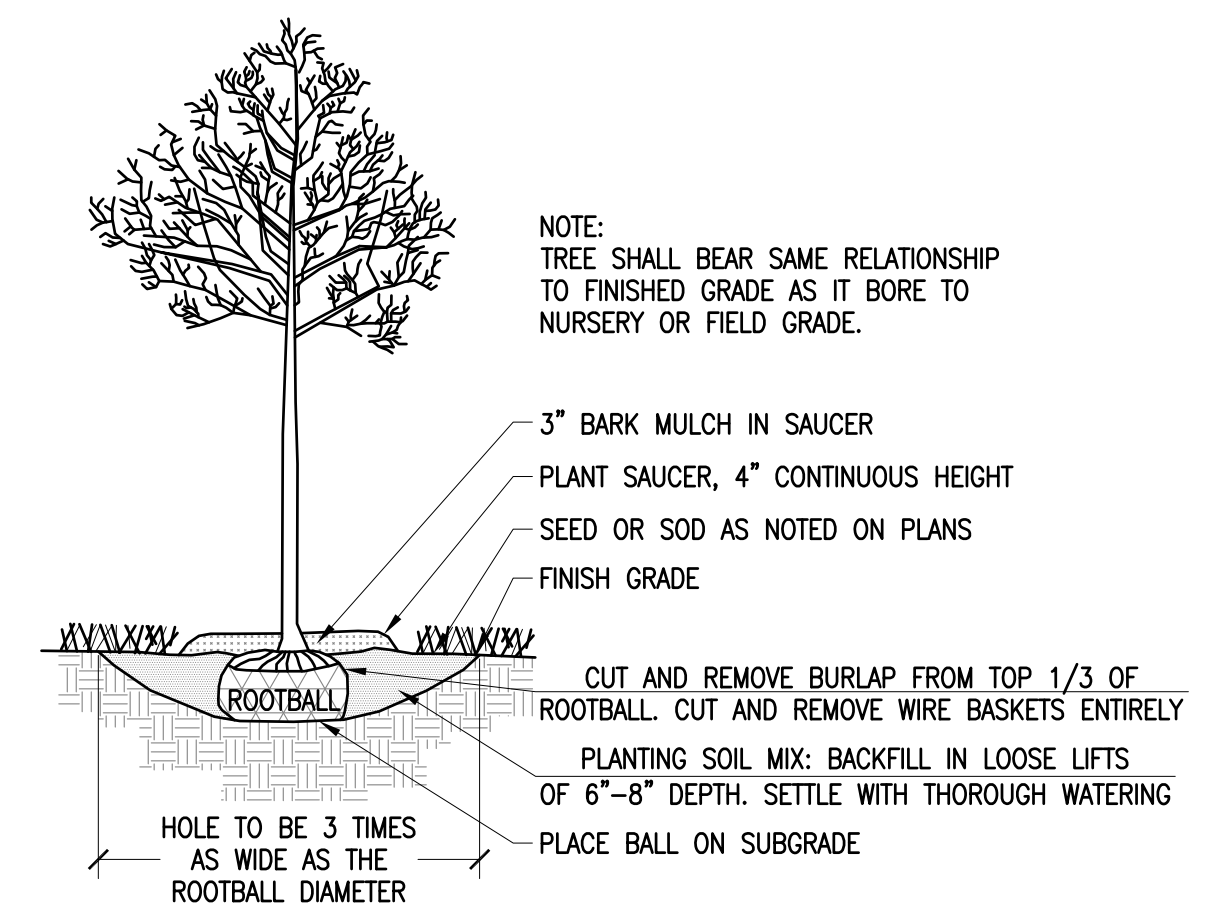 NOTE:
TREE SHALL BEAR SAME RELATIONSHIP
TO FINISHED GRADE AS IT BORE TO
NURSERY OR FIELD GRADE.
3" BARK MULCH IN SAUCER
PLANT SAUCER, 4" CONTINUOUS HEIGHT
SEED OR SOD AS NOTED ON PLANS
FINISH GRADE
CUT AND REMOVE BURLAP FROM TOP 1/3 OF
ROOTBALL. CUT AND REMOVE WIRE BASKETS ENTIRELY
ROOTBALL
PLANTING SOIL MIX: BACKFILL IN LOOSE LIFTS
OF 6"-8" DEPTH. SETTLE WITH THOROUGH WATERING
PLACE BALL ON SUBGRADE
HOLE TO BE 3 TIMES
AS WIDE AS THE
ROOTBALL DIAMETER